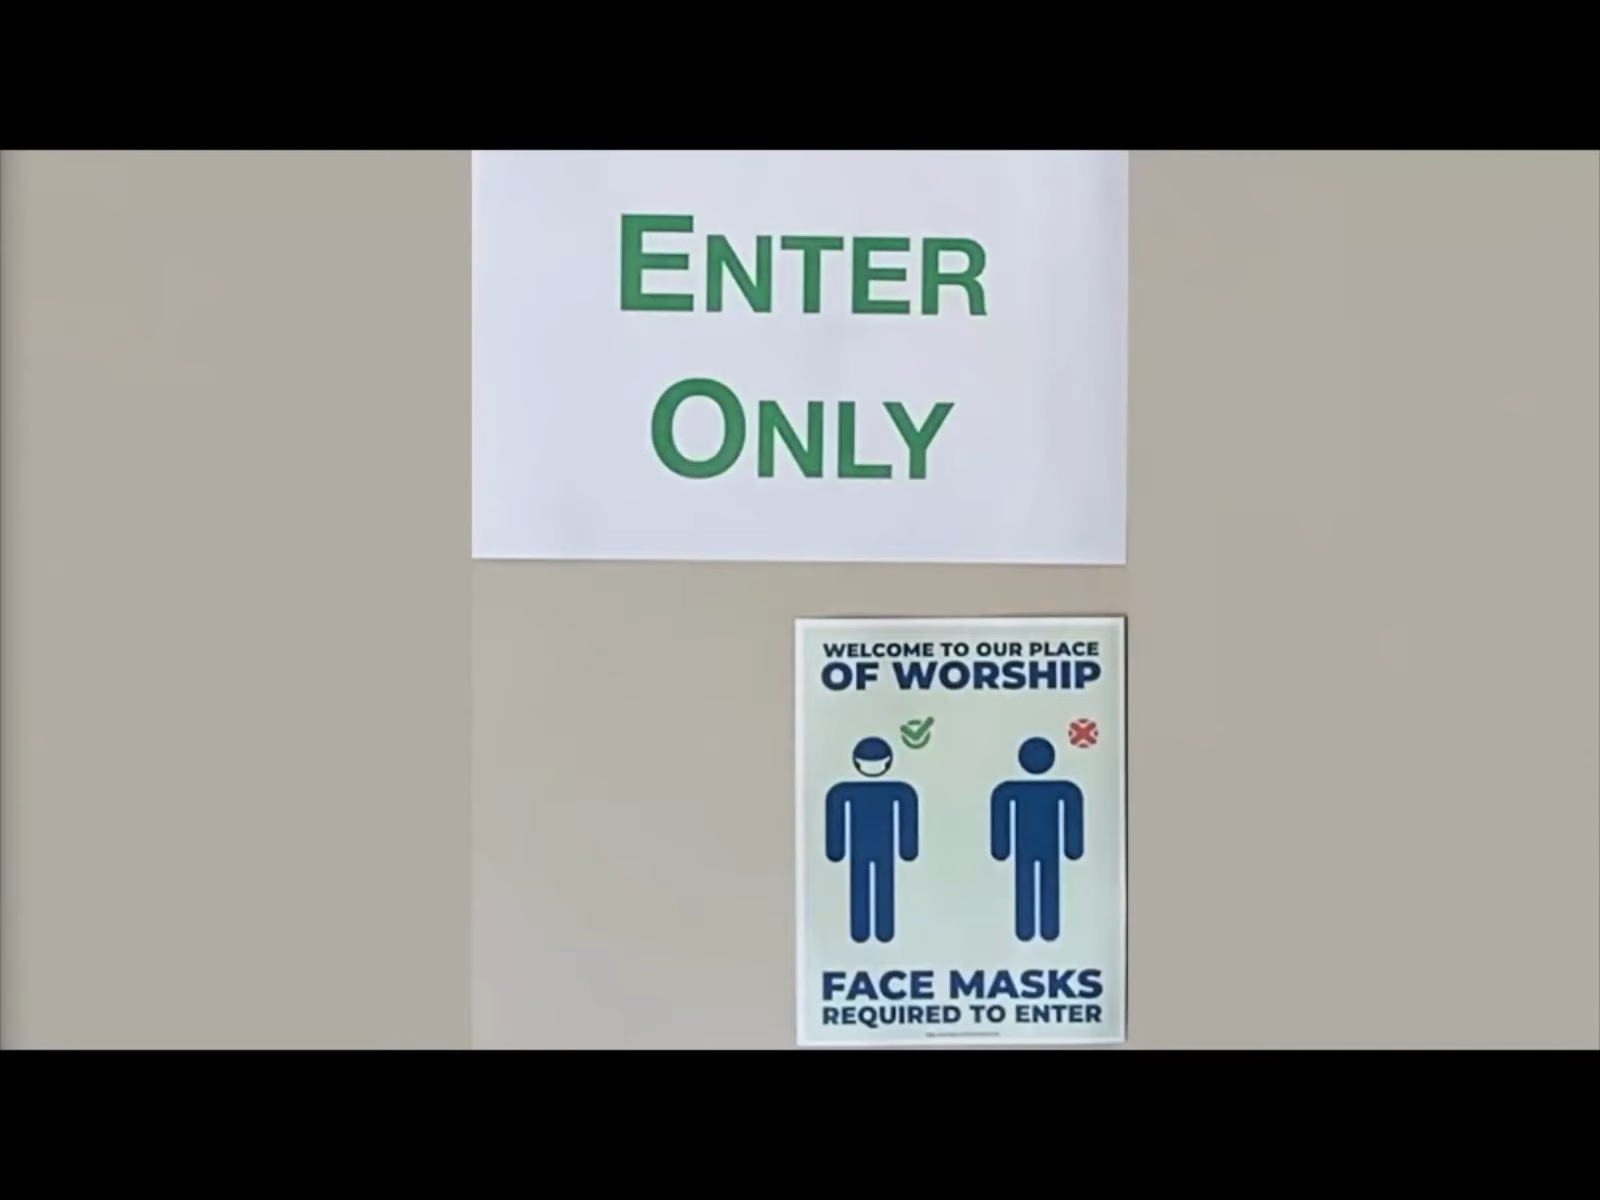 ENTER
ONLY
WELCOME TO OUR PLACE
OF WORSHIP
FACE MASKS
REQUIRED TO ENTER